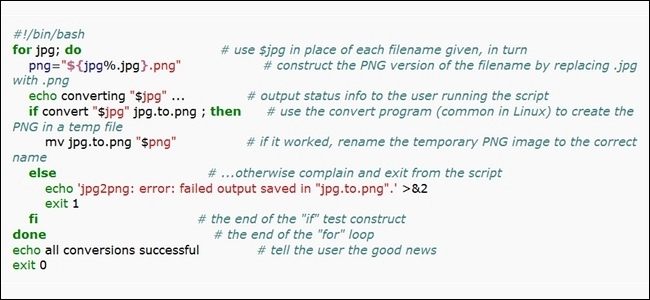 #!/bin/bash
for jpg; do # use $jpg in place of each filename given, in turn
png="${jpg%.jpg}.png" # construct the PNG version of the filename by replacing .jpg
with .png
echo converting "$jpg" ... # output status info to the user running the script
if convert "$jpg" jpg.to.png ; then # use the convert program (common in Linux) to create the
PNG in a temp file
mv jpg.to.png "$png" # if it worked, rename the temporary PNG image to the correct
name
else # ...otherwise complain and exit from the script
echo 'jpg2png: error: failed output saved in "jpg.to.png".' >&2
exit 1
fi # the end of the "if" test construct
done # the end of the "for" loop
echo all conversions successful # tell the user the good news
exit 0